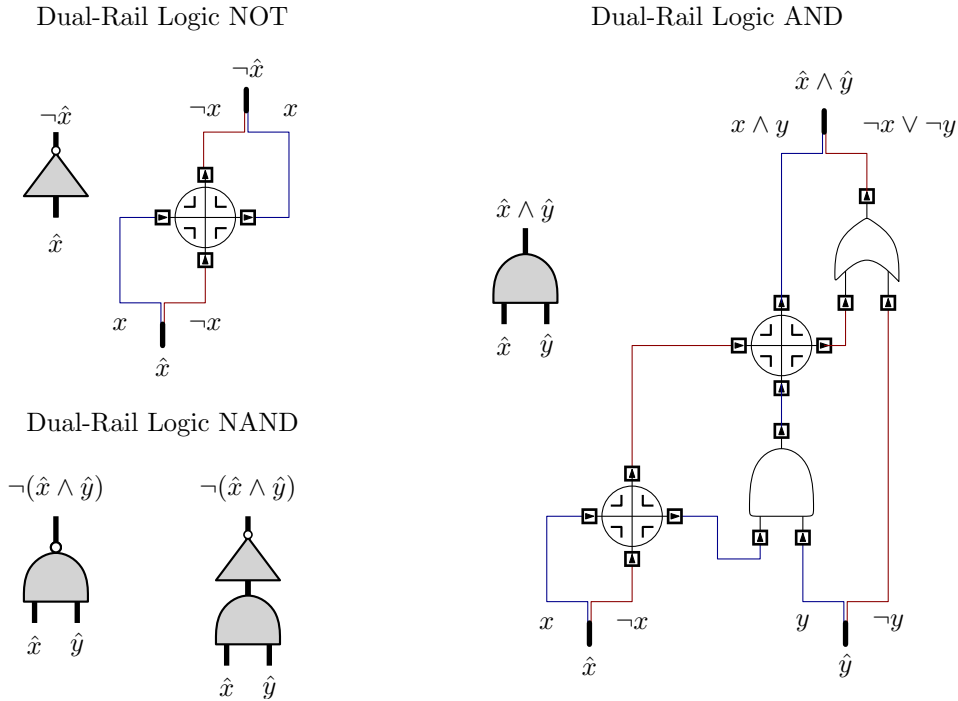 Dual-Rail Logic NOT
¬x̂
¬x̂
¬x
x
x̂
x
¬x
x̂
Dual-Rail Logic NAND
¬(x̂ ∧ ŷ)
¬(x̂ ∧ ŷ)
x̂
ŷ
x̂
ŷ
Dual-Rail Logic AND
x̂ ∧ ŷ
x ∧ y
¬x ∨ ¬y
x̂ ∧ ŷ
x̂
ŷ
x
¬x
y
¬y
x̂
ŷ